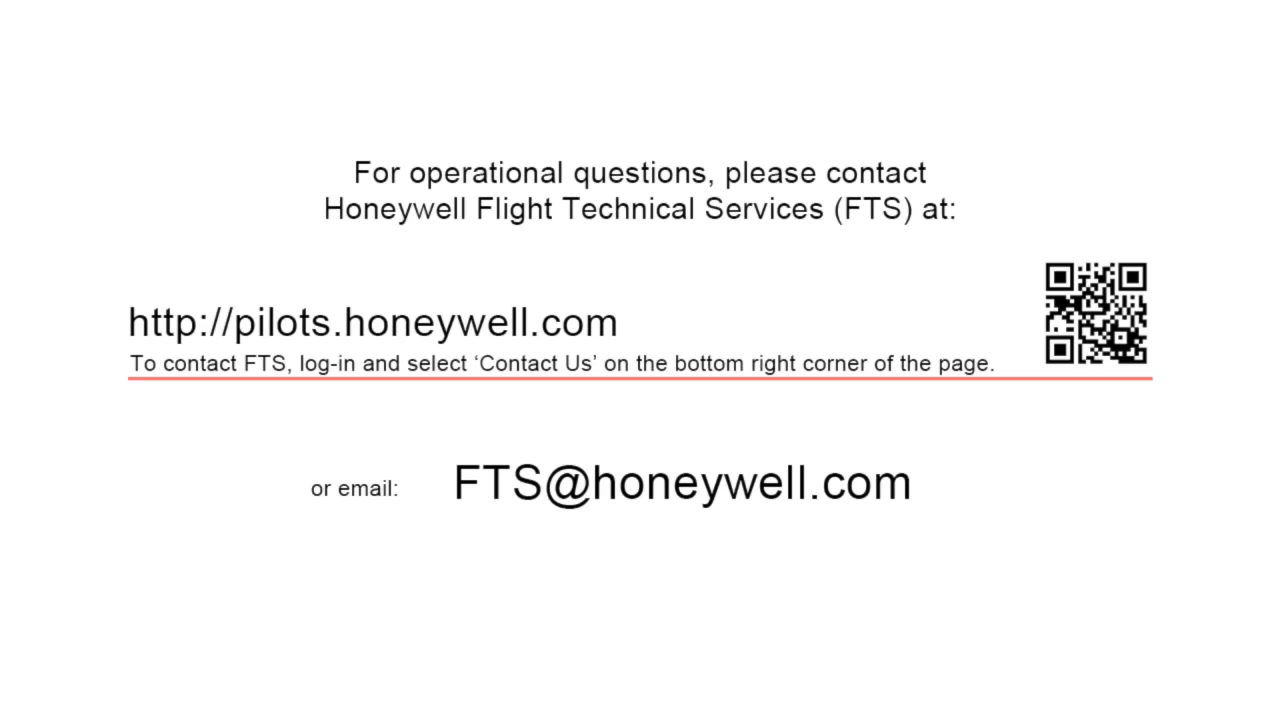 For operational questions, please contact
Honeywell Flight Technical Services (FTS) at:
http://pilots.honeywell.com
To contact FTS, log-in and select ‘Contact Us’ on the bottom right corner of the page.
or email: FTS@honeywell.com